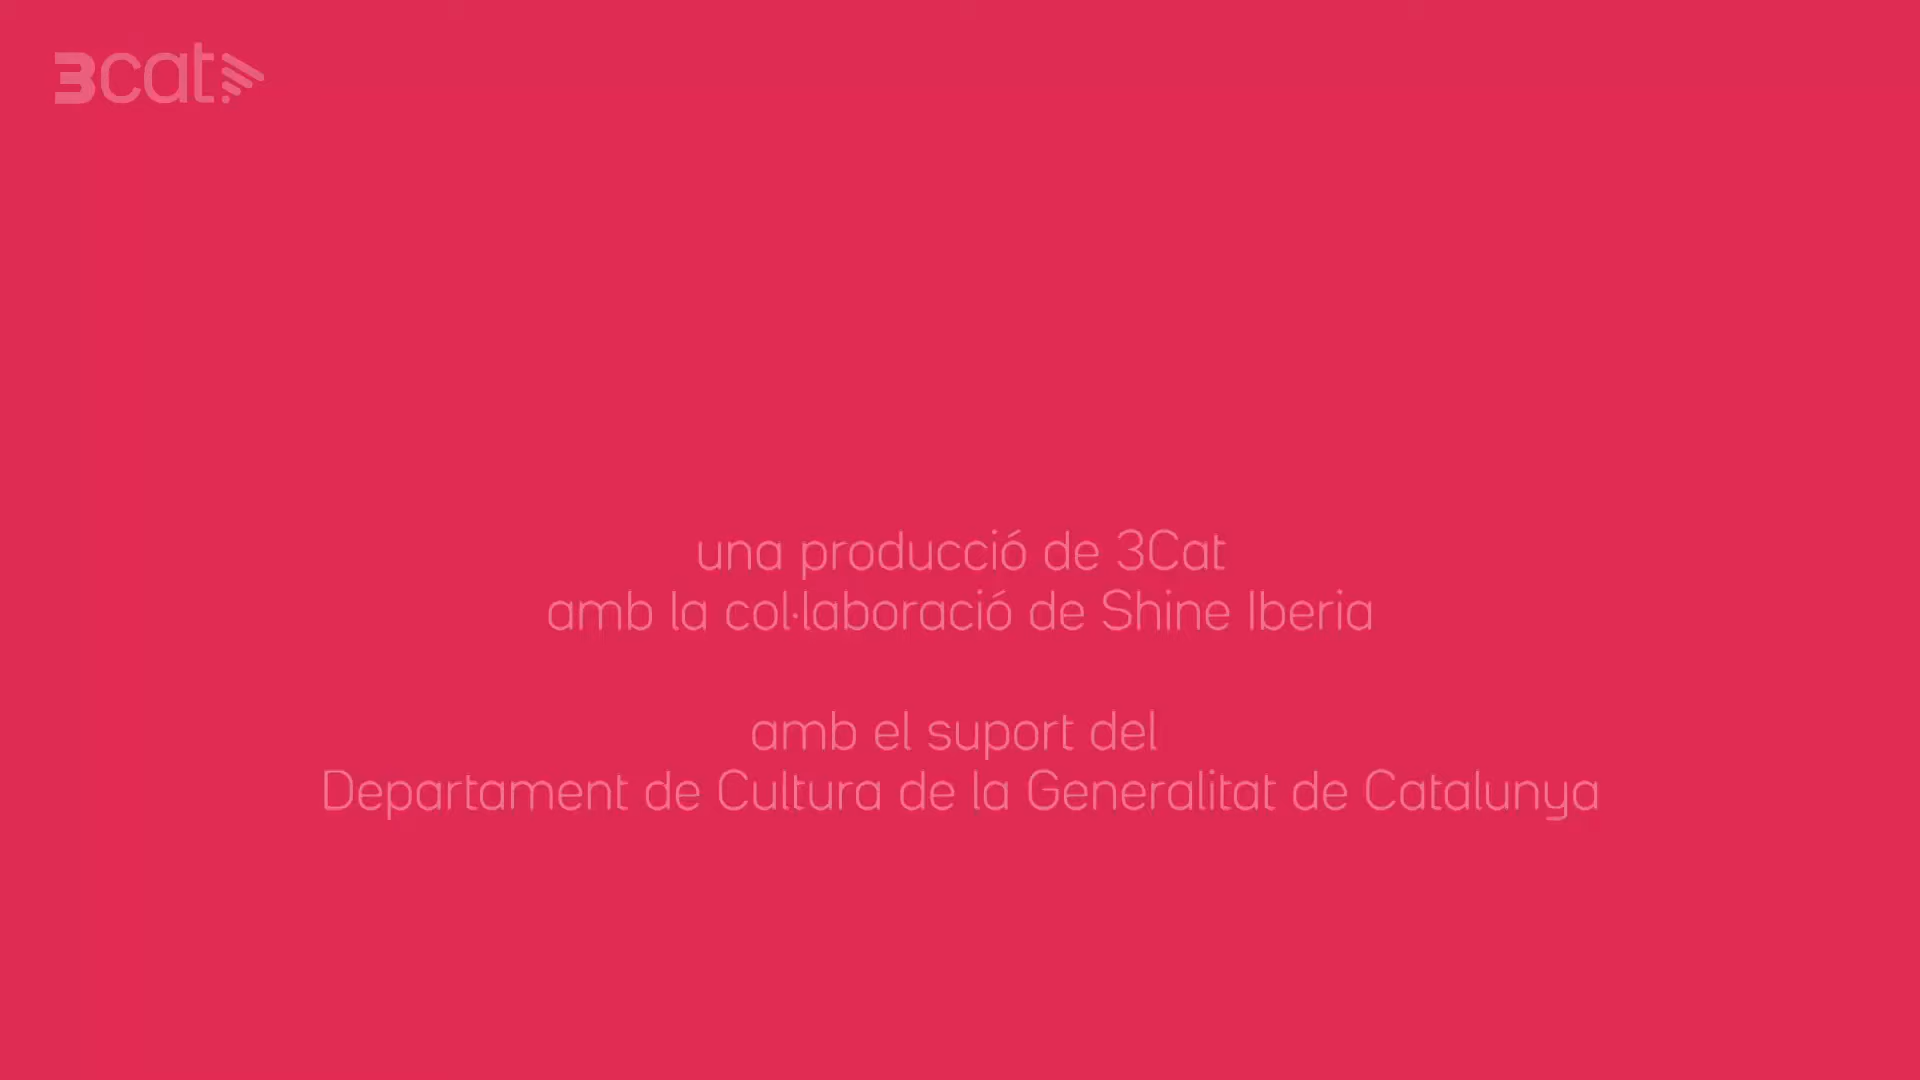 3cat
una producció de 3Cat
amb la col·laboració de Shine Iberia
amb el suport del
Departament de Cultura de la Generalitat de Catalunya